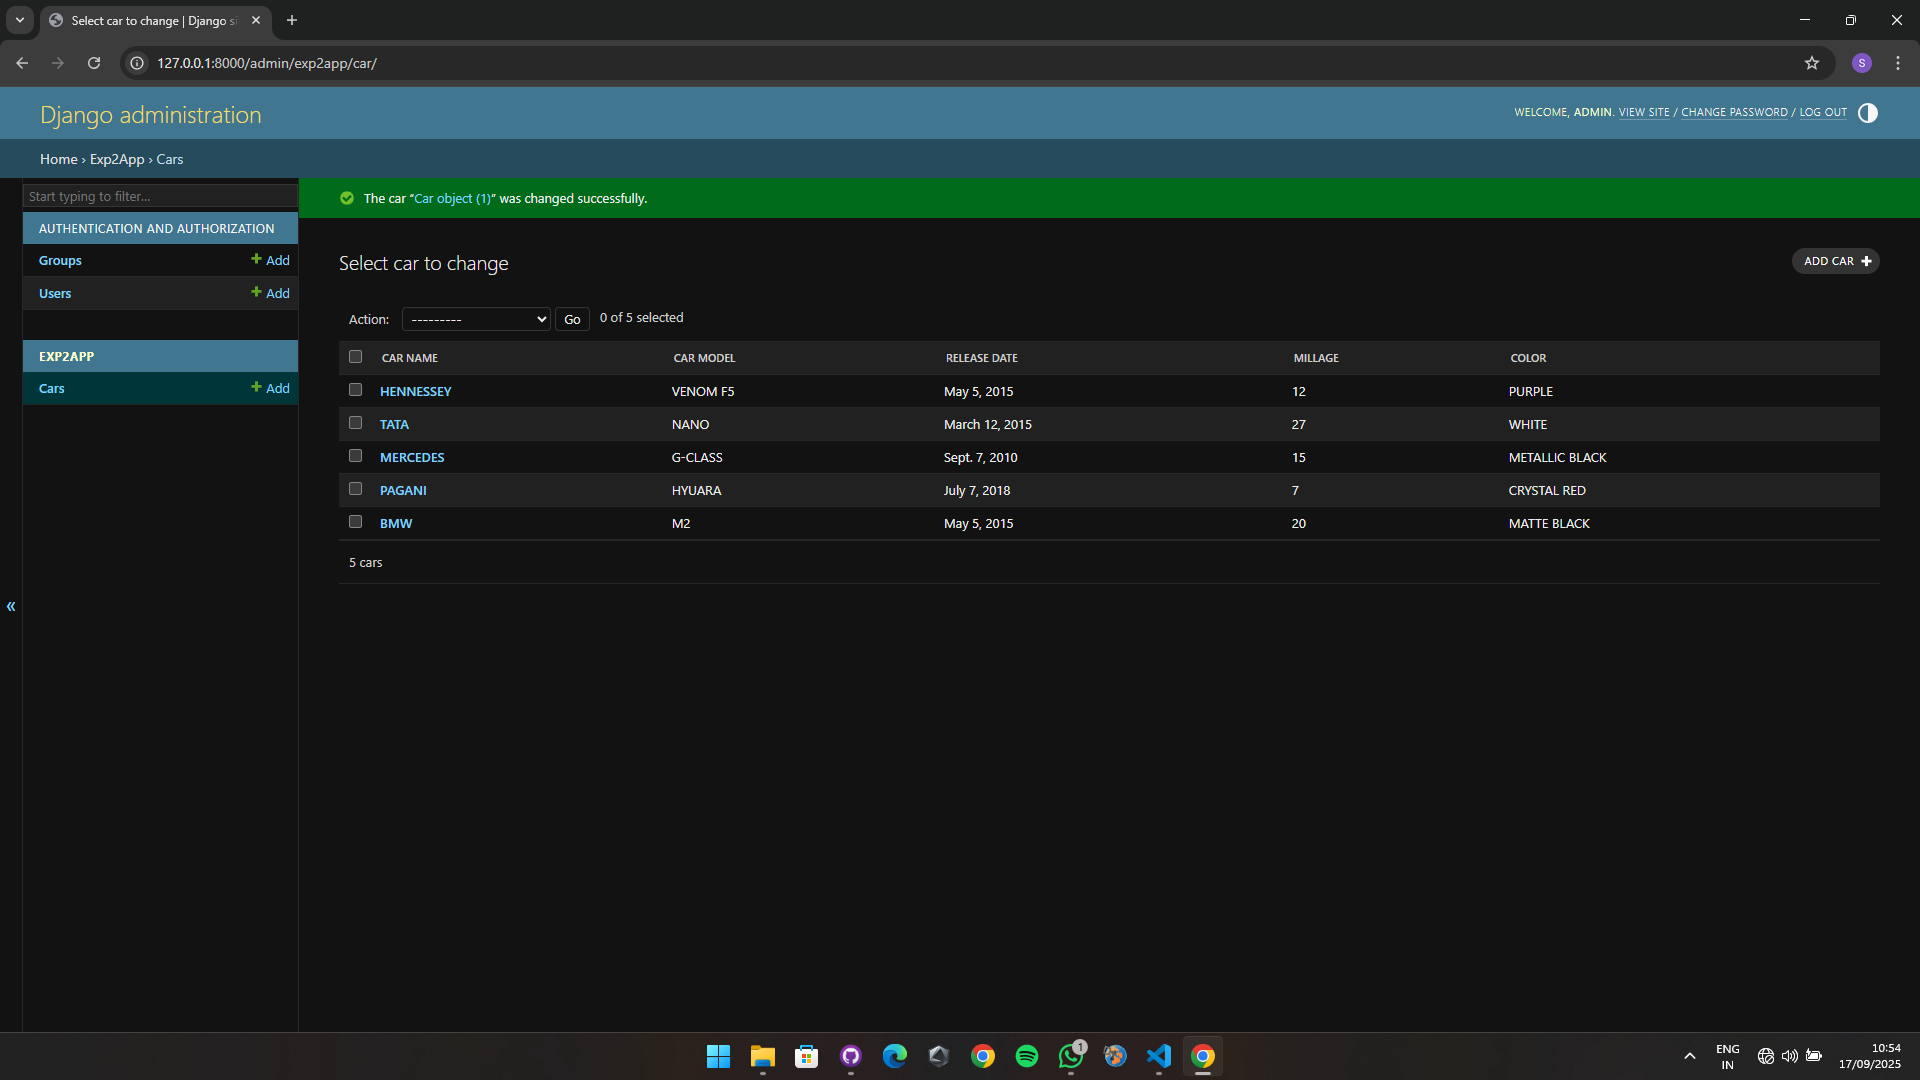 Select car to change | Django si
127.0.0.1:8000/admin/exp2app/car/
S
Django administration
WELCOME, ADMIN. VIEW SITE / CHANGE PASSWORD / LOG OUT
Home › Exp2App › Cars
Start typing to filter...
AUTHENTICATION AND AUTHORIZATION
Groups + Add
Users + Add
EXP2APP
Cars + Add
The car “Car object (1)” was changed successfully.
Select car to change
ADD CAR +
Action: --------- Go 0 of 5 selected
CAR NAME CAR MODEL RELEASE DATE MILLAGE COLOR
HENNESSEY VENOM F5 May 5, 2015 12 PURPLE
TATA NANO March 12, 2015 27 WHITE
MERCEDES G-CLASS Sept. 7, 2010 15 METALLIC BLACK
PAGANI HYUARA July 7, 2018 7 CRYSTAL RED
BMW M2 May 5, 2015 20 MATTE BLACK
5 cars
«
1
ENG
IN
10:54
17/09/2025